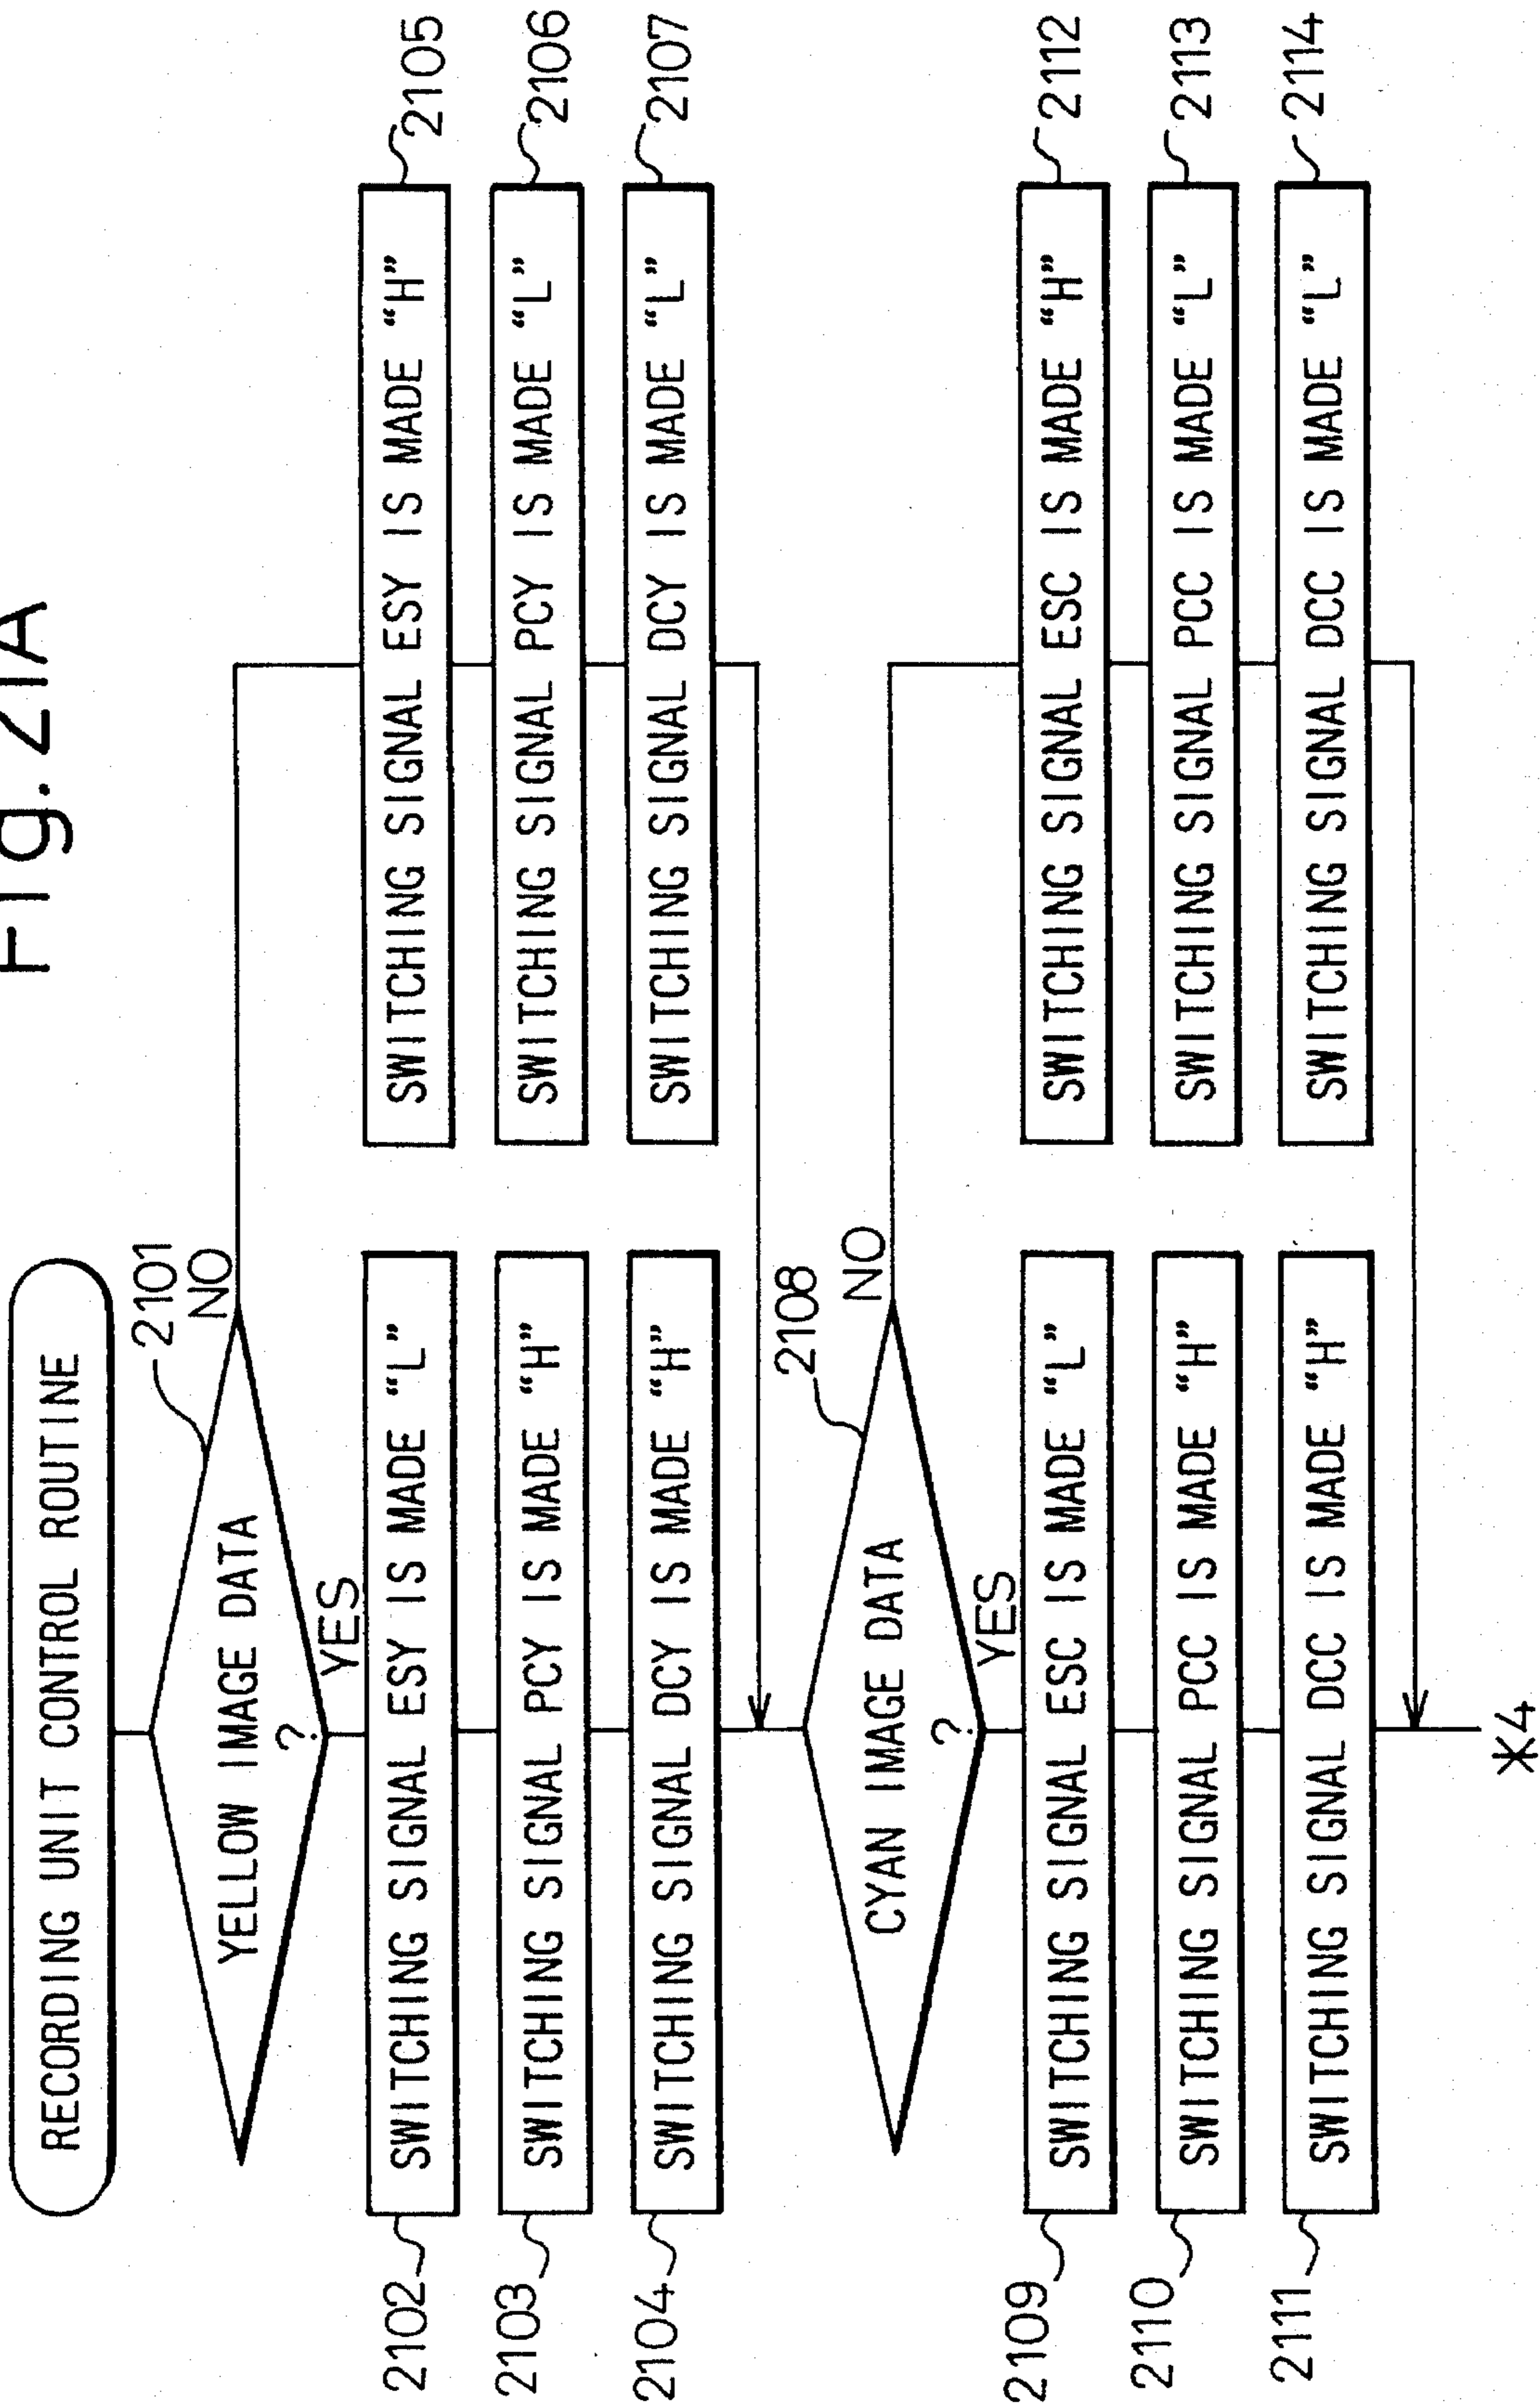 Fig. 21A
RECORDING UNIT CONTROL ROUTINE
2101
YELLOW IMAGE DATA
?
NO
YES
2102
SWITCHING SIGNAL ESY IS MADE “L”
2103
SWITCHING SIGNAL PCY IS MADE “H”
2104
SWITCHING SIGNAL DCY IS MADE “H”
SWITCHING SIGNAL ESY IS MADE “H”
2105
SWITCHING SIGNAL PCY IS MADE “L”
2106
SWITCHING SIGNAL DCY IS MADE “L”
2107
2108
CYAN IMAGE DATA
?
NO
YES
2109
SWITCHING SIGNAL ESC IS MADE “L”
2110
SWITCHING SIGNAL PCC IS MADE “H”
2111
SWITCHING SIGNAL DCC IS MADE “H”
SWITCHING SIGNAL ESC IS MADE “H”
2112
SWITCHING SIGNAL PCC IS MADE “L”
2113
SWITCHING SIGNAL DCC IS MADE “L”
2114
※4